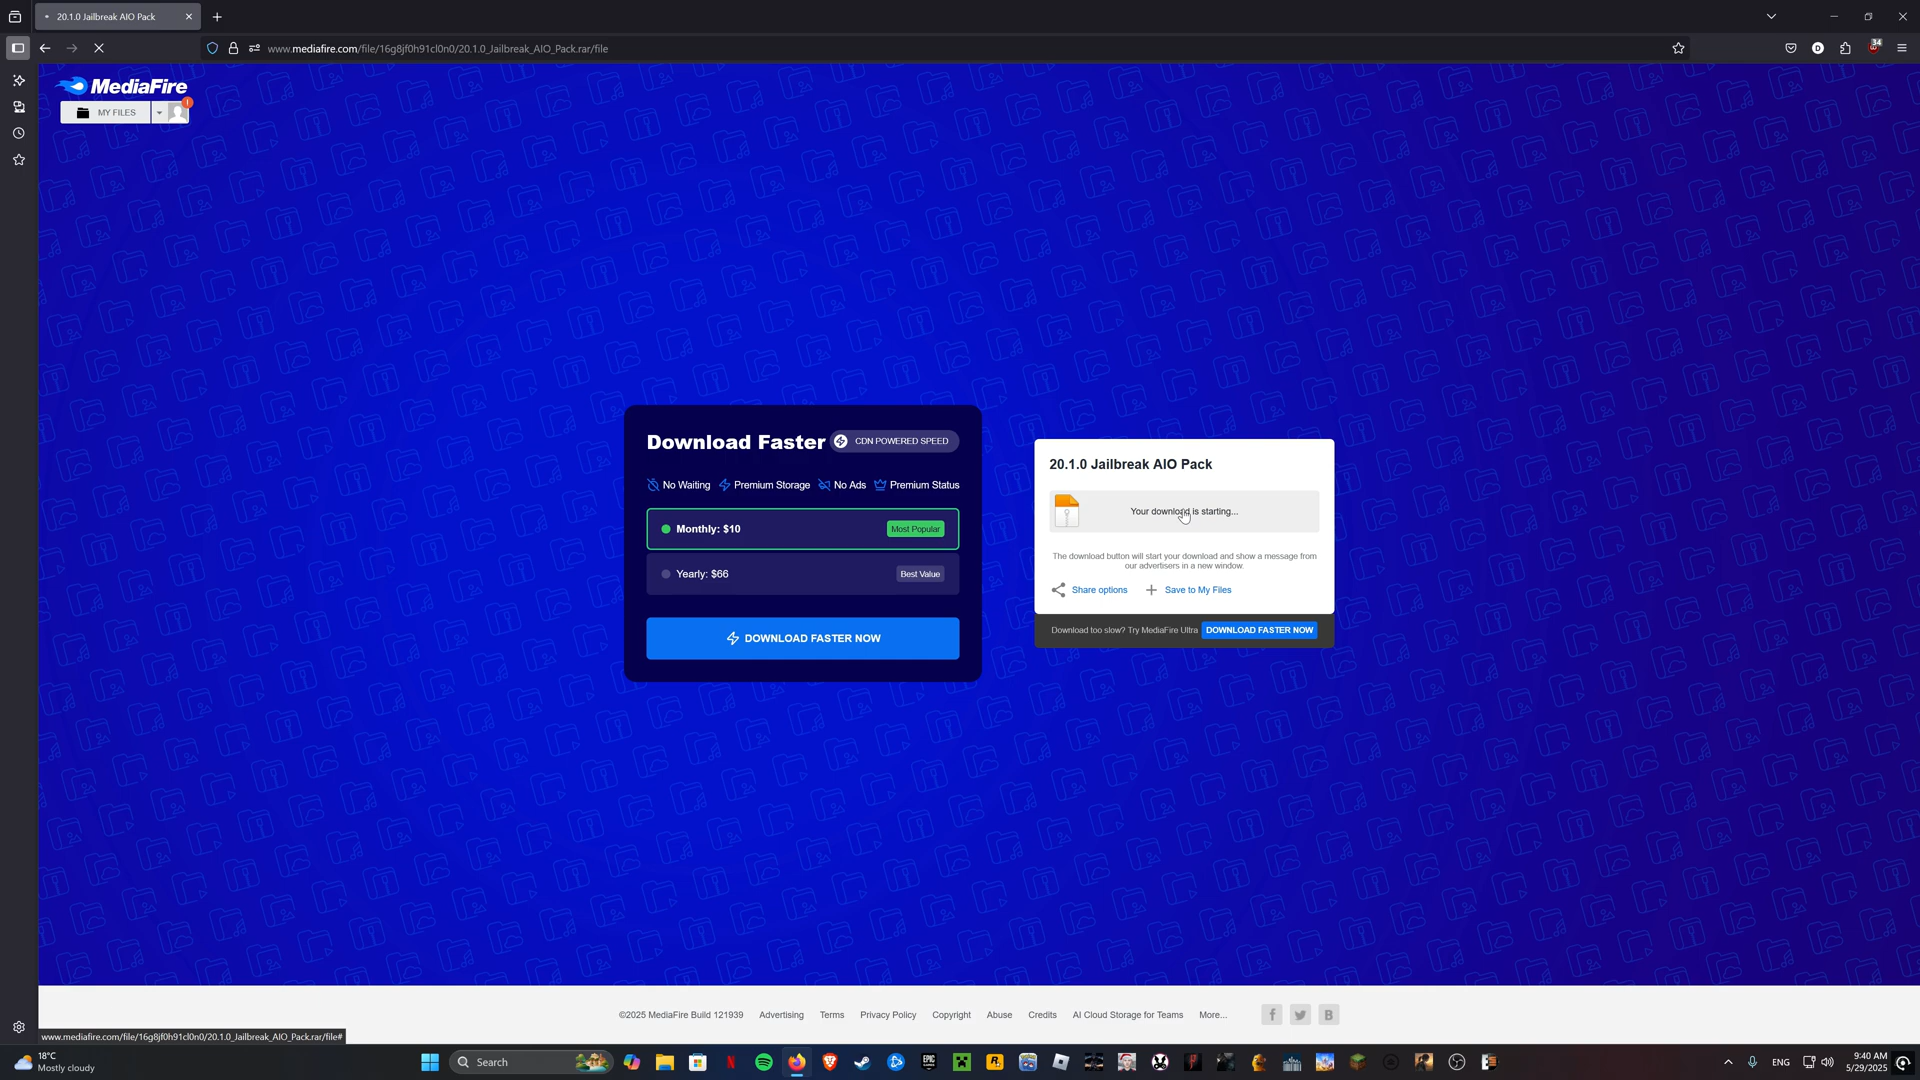 20.1.0 Jailbreak AIO Pack
www.mediafire.com/file/16g8jf0h91cl0n0/20.1.0_Jailbreak_AIO_Pack.rar/file
34
MediaFire
MY FILES
Download Faster
CDN POWERED SPEED
No Waiting
Premium Storage
No Ads
Premium Status
Monthly: $10
Most Popular
Yearly: $66
Best Value
DOWNLOAD FASTER NOW
20.1.0 Jailbreak AIO Pack
Your download is starting...
The download button will start your download and show a message from
our advertisers in a new window.
Share options
Save to My Files
Download too slow? Try MediaFire Ultra
DOWNLOAD FASTER NOW
©2025 MediaFire Build 121939
Advertising
Terms
Privacy Policy
Copyright
Abuse
Credits
AI Cloud Storage for Teams
More...
www.mediafire.com/file/16g8jf0h91cl0n0/20.1.0_Jailbreak_AIO_Pack.rar/file#
18°C
Mostly cloudy
Search
ENG
9:40 AM
5/29/2025